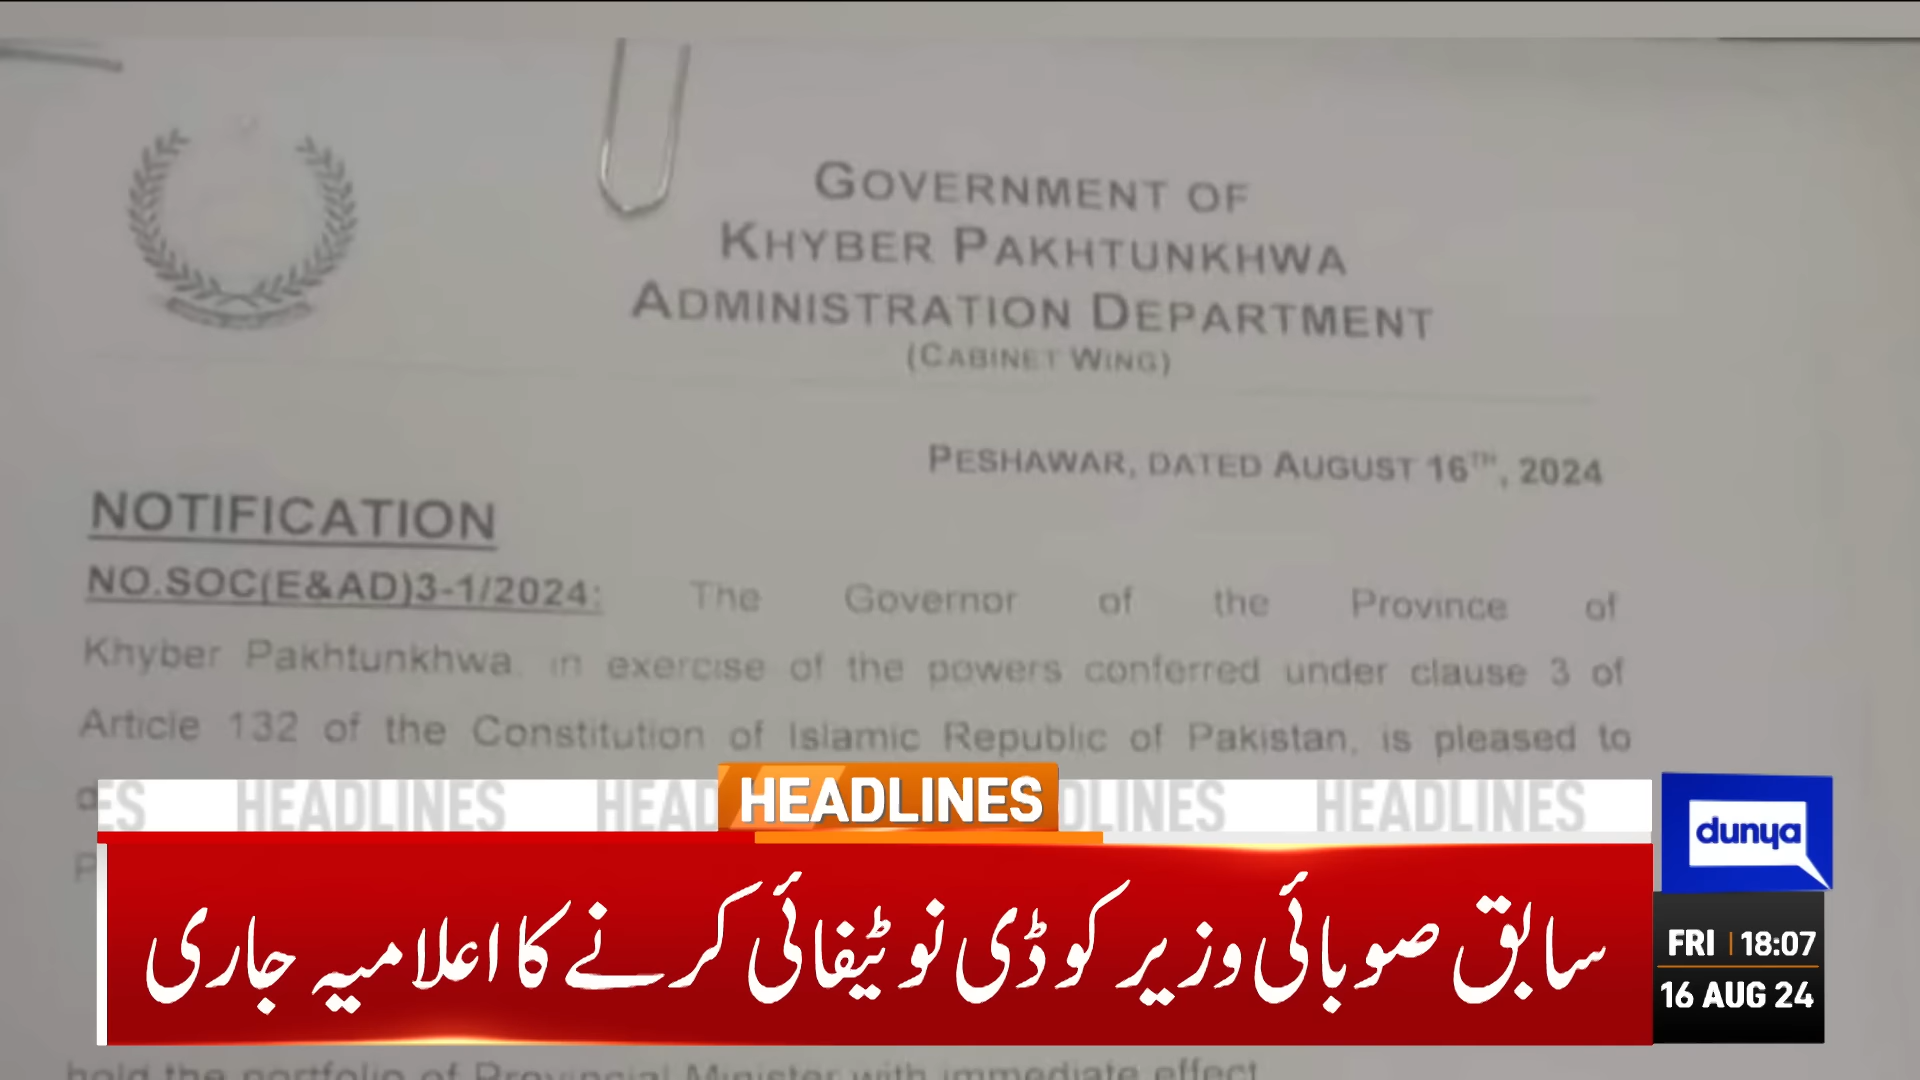 GOVERNMENT OF
KHYBER PAKHTUNKHWA
ADMINISTRATION DEPARTMENT
(CABINET WING)
PESHAWAR, DATED AUGUST 16TH, 2024
NOTIFICATION
NO.SOC(E&AD)3-1/2024: The Governor of the Province of
Khyber Pakhtunkhwa, in exercise of the powers conferred under clause 3 of
Article 132 of the Constitution of Islamic Republic of Pakistan, is pleased to
HEADLINES HEADLINES HEADLINES
HEADLINES
dunya
سابق صوبائی وزیر کو ڈی نوٹیفائی کرنے کا اعلامیہ جاری
FRI 18:07
16 AUG 24
hold the portfolio of Provincial Minister with immediate effect